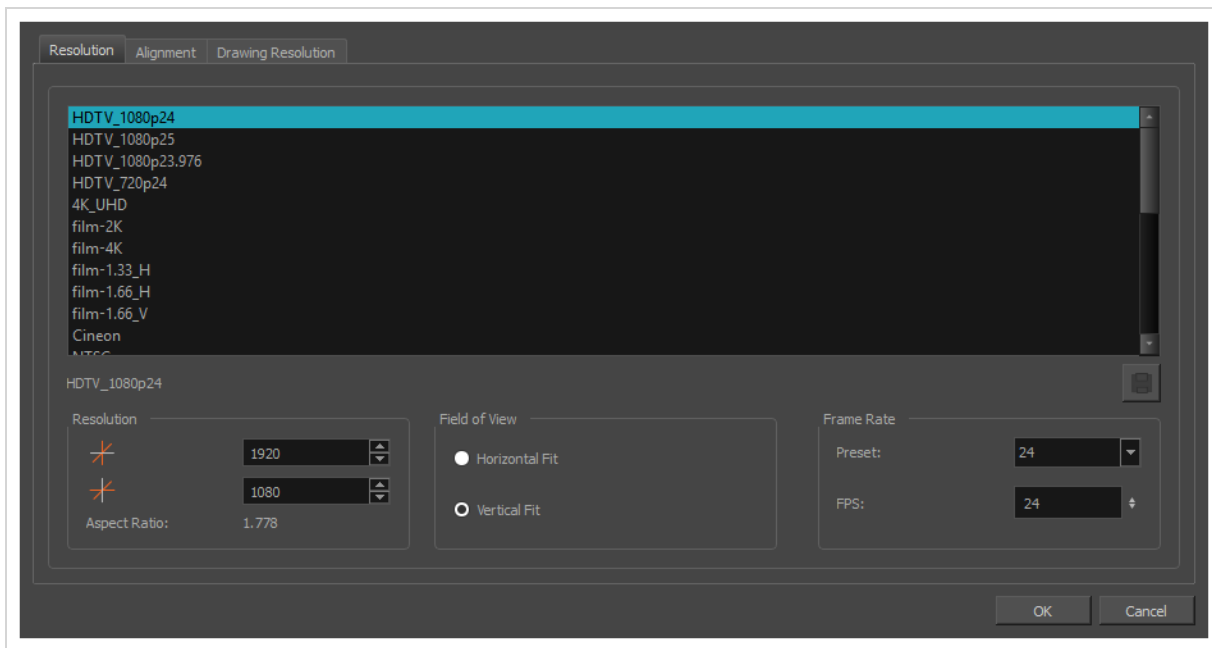 Resolution Alignment Drawing Resolution
HDTV_1080p24
HDTV_1080p25
HDTV_1080p23.976
HDTV_720p24
4K_UHD
film-2K
film-4K
film-1.33_H
film-1.66_H
film-1.66_V
Cineon
NTSC
HDTV_1080p24
Resolution
1920
1080
Aspect Ratio: 1.778
Field of View
Horizontal Fit
Vertical Fit
Frame Rate
Preset: 24
FPS: 24
OK Cancel